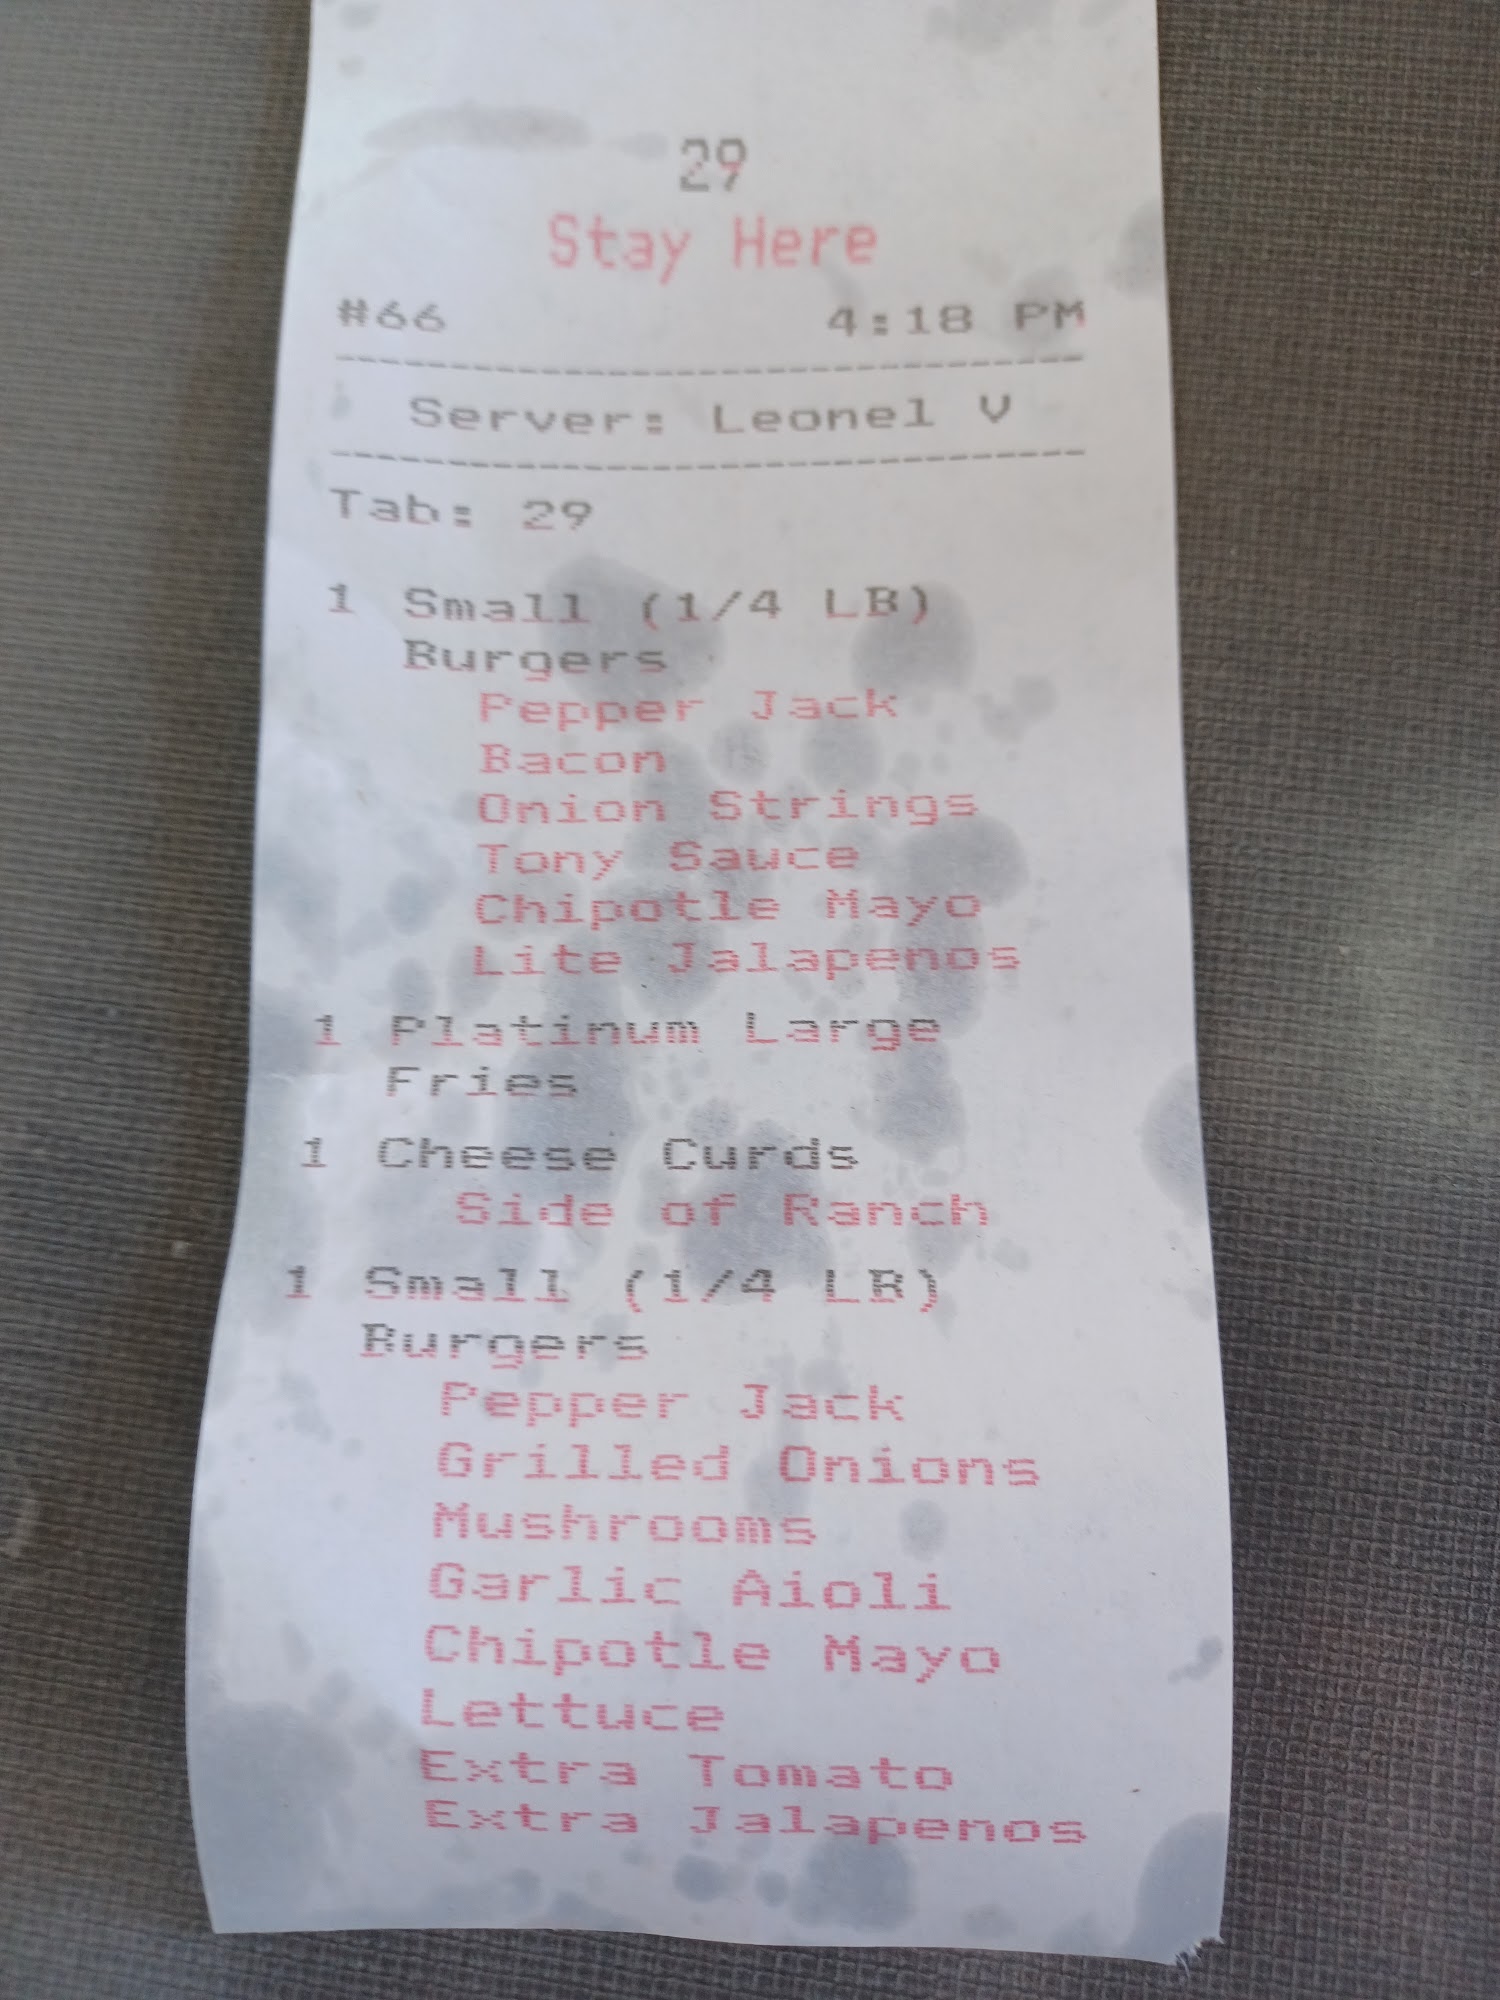 29
Stay Here
#66 4:18 PM
Server: Leonel V
Tab: 29
1 Small (1/4 LB)
Burgers
Pepper Jack
Bacon
Onion Strings
Tony Sauce
Chipotle Mayo
Lite Jalapenos
1 Platinum Large
Fries
1 Cheese Curds
Side of Ranch
1 Small (1/4 LB)
Burgers
Pepper Jack
Grilled Onions
Mushrooms
Garlic Aioli
Chipotle Mayo
Lettuce
Extra Tomato
Extra Jalapenos